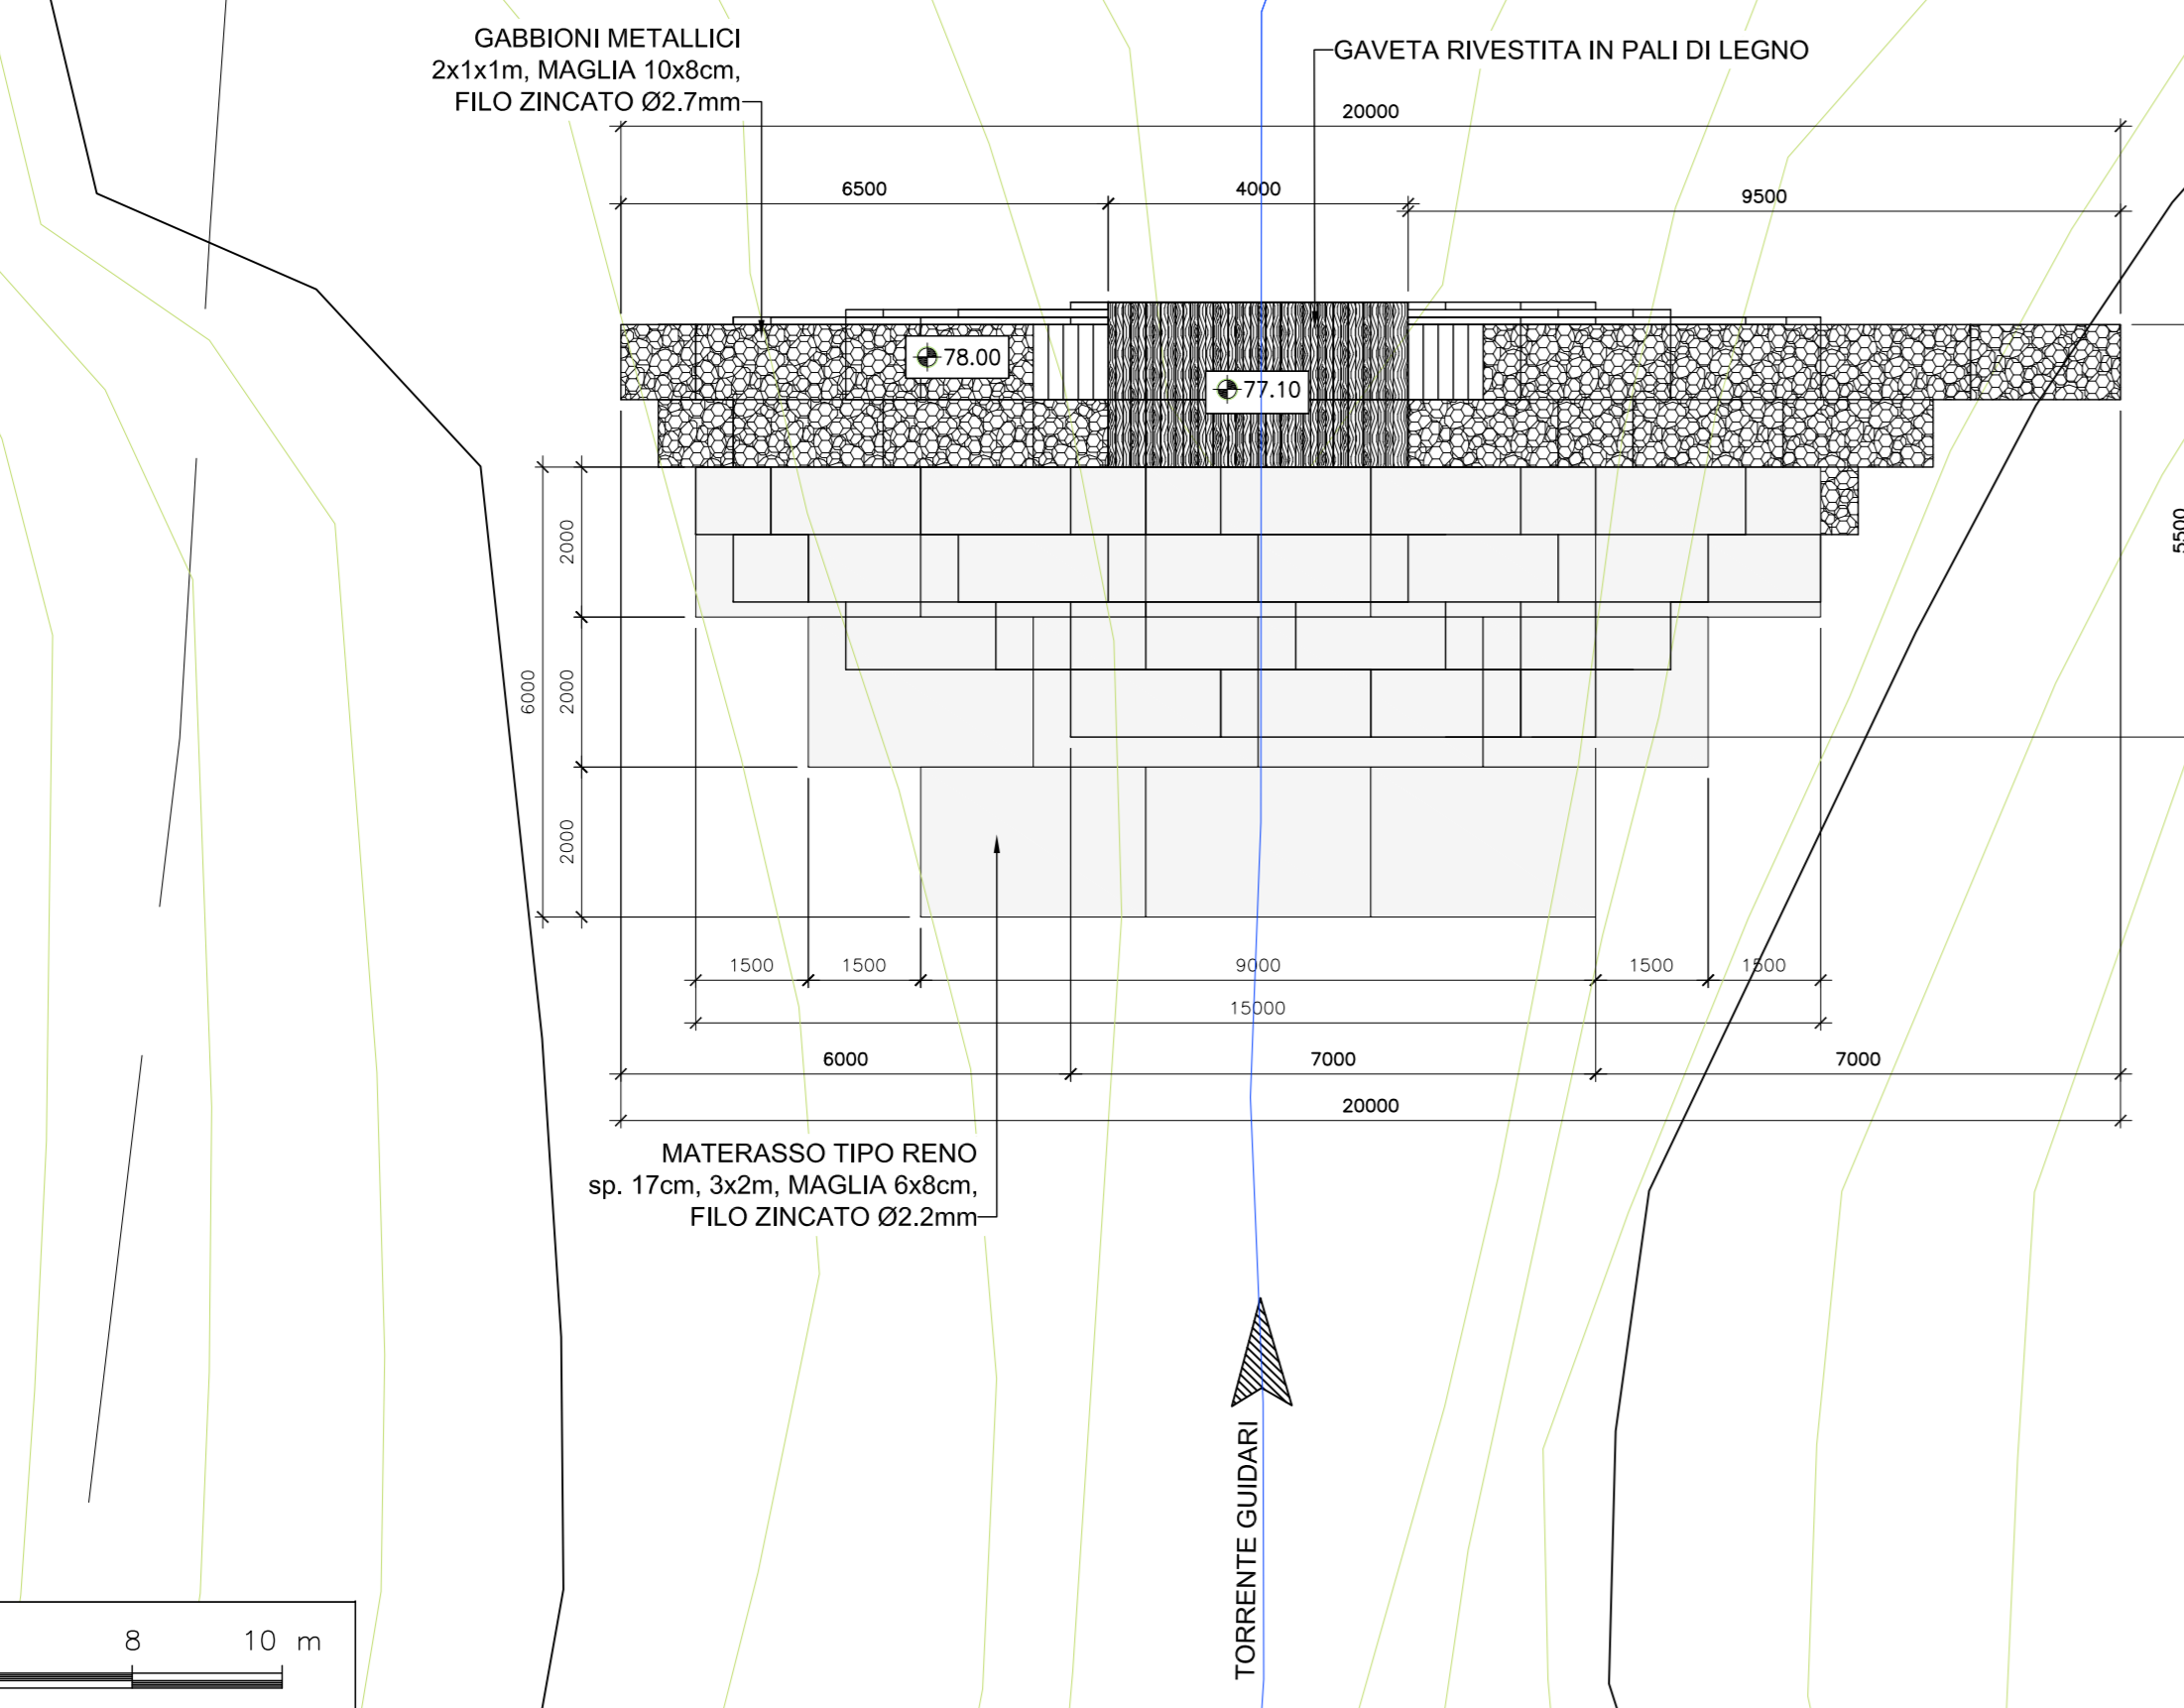 GABBIONI METALLICI
2x1x1m, MAGLIA 10x8cm,
FILO ZINCATO Ø2.7mm
GAVETA RIVESTITA IN PALI DI LEGNO
20000
6500
4000
9500
78.00
77.10
2000
5500
6000
2000
2000
1500
1500
9000
1500
1500
15000
6000
7000
7000
20000
MATERASSO TIPO RENO
sp. 17cm, 3x2m, MAGLIA 6x8cm,
FILO ZINCATO Ø2.2mm
TORRENTE GUIDARI
8
10 m